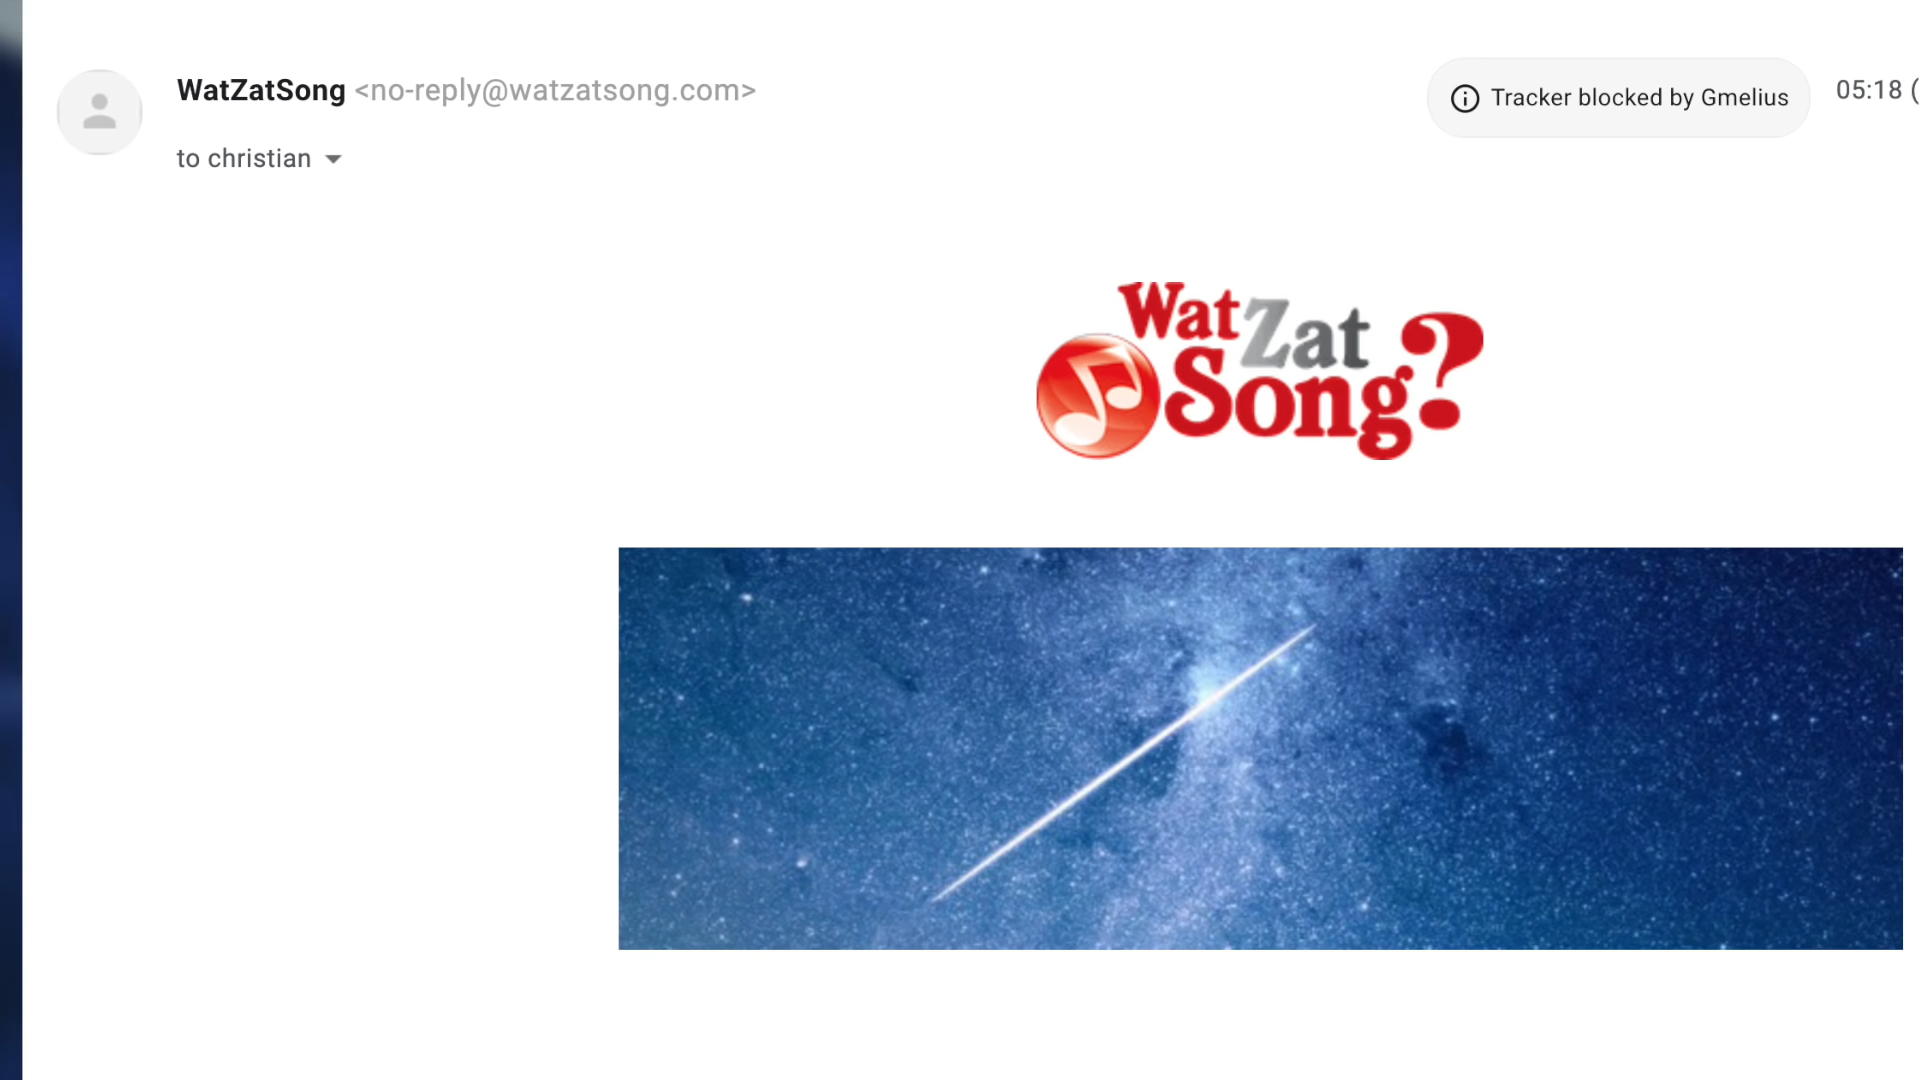 WatZatSong <no-reply@watzatsong.com>
Tracker blocked by Gmelius
05:18 (
to christian
WatZat
Song?